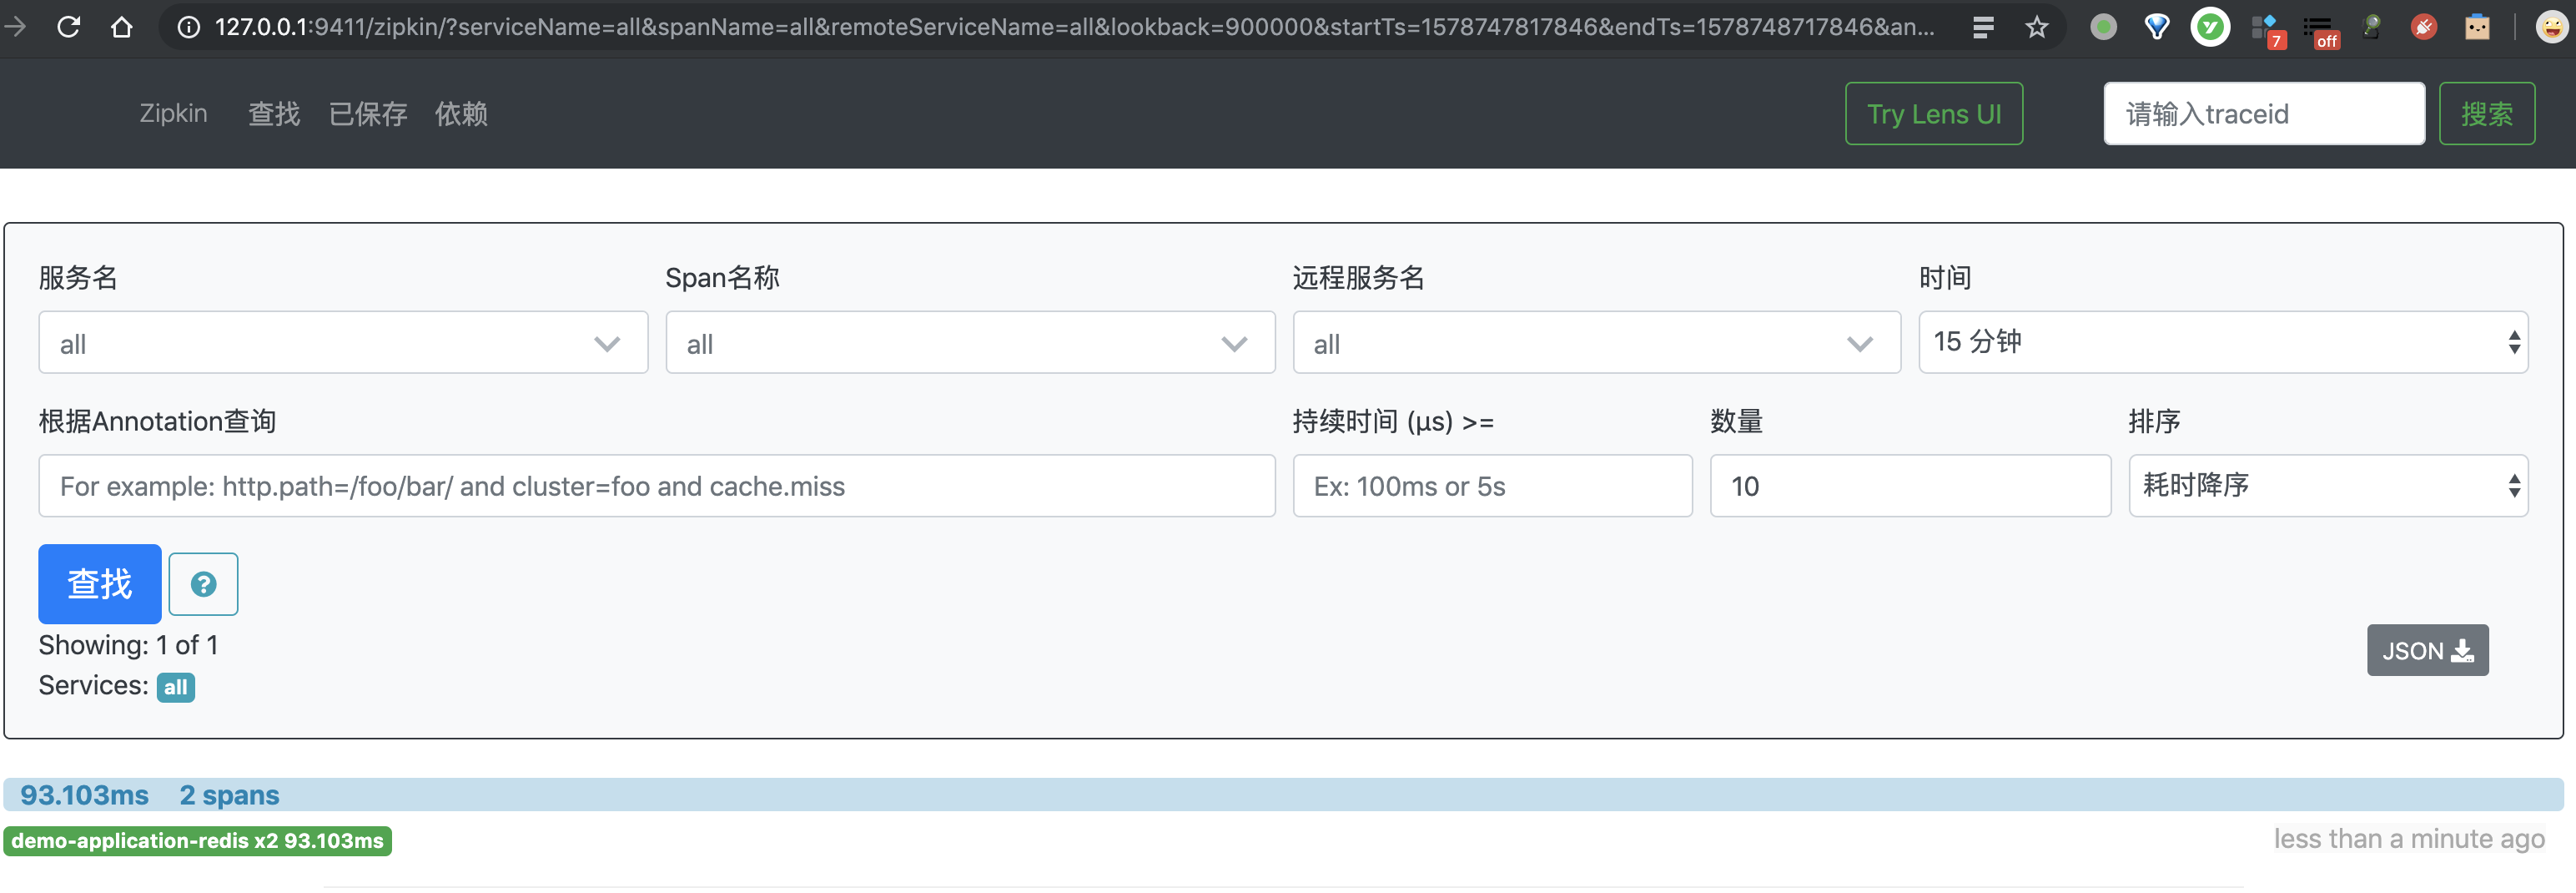 127.0.0.1:9411/zipkin/?serviceName=all&spanName=all&remoteServiceName=all&lookback=900000&startTs=1578747817846&endTs=1578748717846&an...
7
off
Zipkin 查找 已保存 依赖 Try Lens UI 请输入traceid 搜索
服务名 Span名称 远程服务名 时间
all all all 15 分钟
根据Annotation查询 持续时间 (μs) >= 数量 排序
For example: http.path=/foo/bar/ and cluster=foo and cache.miss Ex: 100ms or 5s 10 耗时降序
查找 ?
Showing: 1 of 1
Services: all
JSON
93.103ms 2 spans
demo-application-redis x2 93.103ms
less than a minute ago